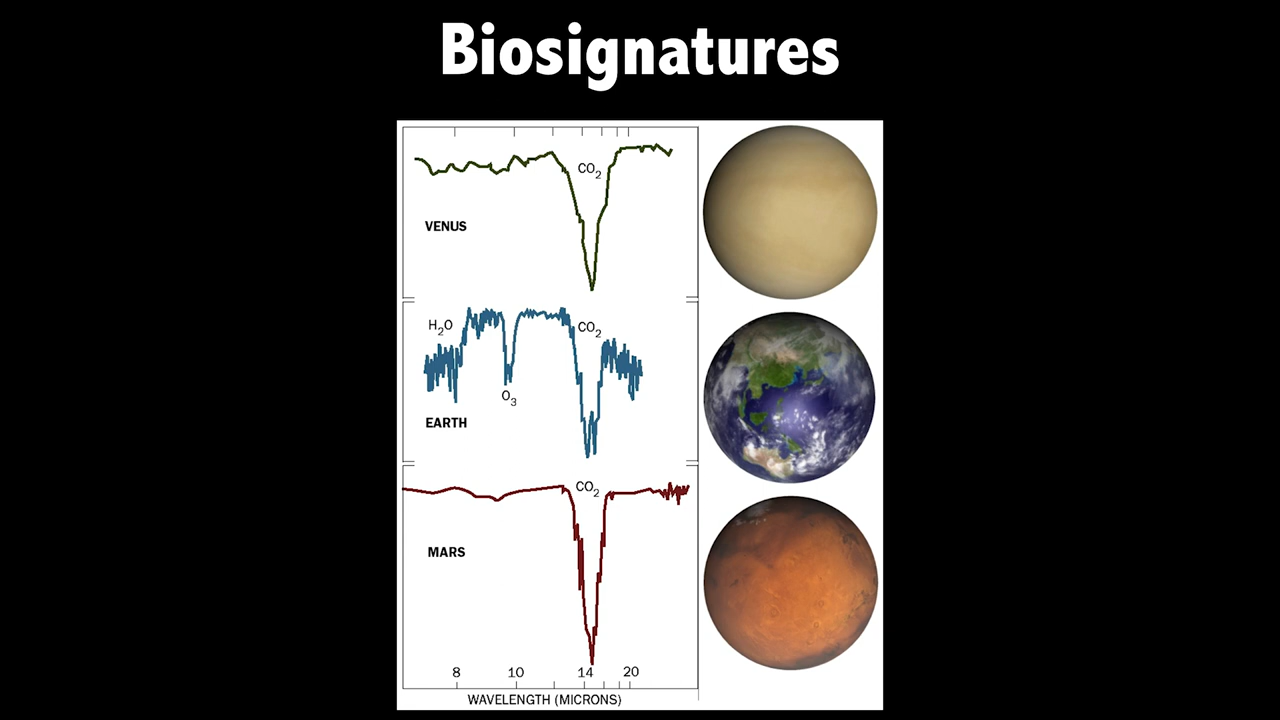 Biosignatures
CO2
VENUS
H2O
CO2
O3
EARTH
CO2
MARS
8 10 14 20
WAVELENGTH (MICRONS)